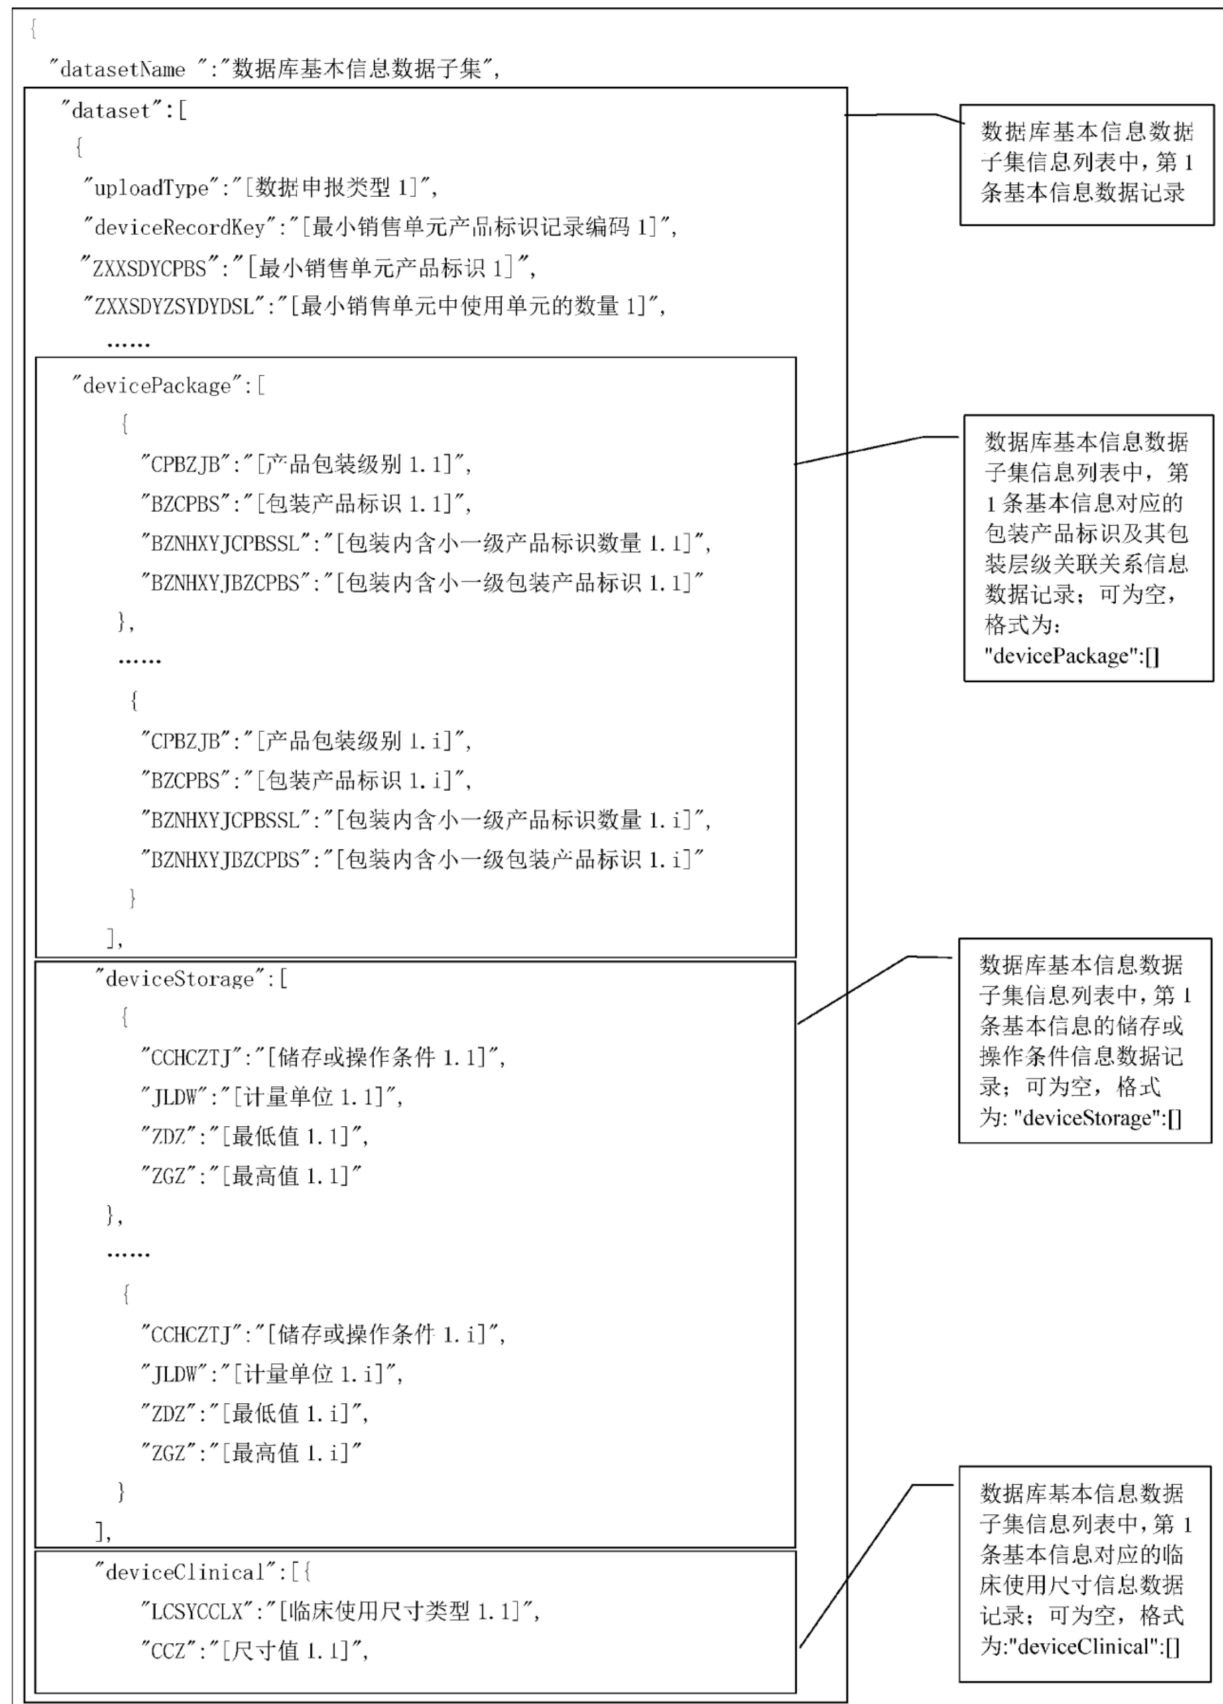 {
"datasetName ":"数据库基本信息数据子集",
"dataset":[
{
"uploadType":"[数据申报类型 1]",
"deviceRecordKey":"[最小销售单元产品标识记录编码 1]",
"ZXXSDYCPBS":"[最小销售单元产品标识 1]",
"ZXXSDYZSYDYDSL":"[最小销售单元中使用单元的数量 1]",
……
"devicePackage":[
{
"CPBZJB":"[产品包装级别 1.1]",
"BZCPBS":"[包装产品标识 1.1]",
"BZNHXYJCPBSSL":"[包装内含小一级产品标识数量 1.1]",
"BZNHXYJBZCPBS":"[包装内含小一级包装产品标识 1.1]"
},
……
{
"CPBZJB":"[产品包装级别 1.i]",
"BZCPBS":"[包装产品标识 1.i]",
"BZNHXYJCPBSSL":"[包装内含小一级产品标识数量 1.i]",
"BZNHXYJBZCPBS":"[包装内含小一级包装产品标识 1.i]"
}
],
"deviceStorage":[
{
"CCHCZTJ":"[储存或操作条件 1.1]",
"JLDW":"[计量单位 1.1]",
"ZDZ":"[最低值 1.1]",
"ZGZ":"[最高值 1.1]"
},
……
{
"CCHCZTJ":"[储存或操作条件 1.i]",
"JLDW":"[计量单位 1.i]",
"ZDZ":"[最低值 1.i]",
"ZGZ":"[最高值 1.i]"
}
],
"deviceClinical":[{
"LCSYCCLX":"[临床使用尺寸类型 1.1]",
"CCZ":"[尺寸值 1.1]",
数据库基本信息数据
子集信息列表中,第 1
条基本信息数据记录
数据库基本信息数据
子集信息列表中,第
1 条基本信息对应的
包装产品标识及其包
装层级关联关系信息
数据记录；可为空，
格式为：
"devicePackage":[]
数据库基本信息数据
子集信息列表中,第 1
条基本信息的储存或
操作条件信息数据记
录；可为空，格式
为: "deviceStorage":[]
数据库基本信息数据
子集信息列表中,第 1
条基本信息对应的临
床使用尺寸信息数据
记录；可为空，格式
为:"deviceClinical":[]